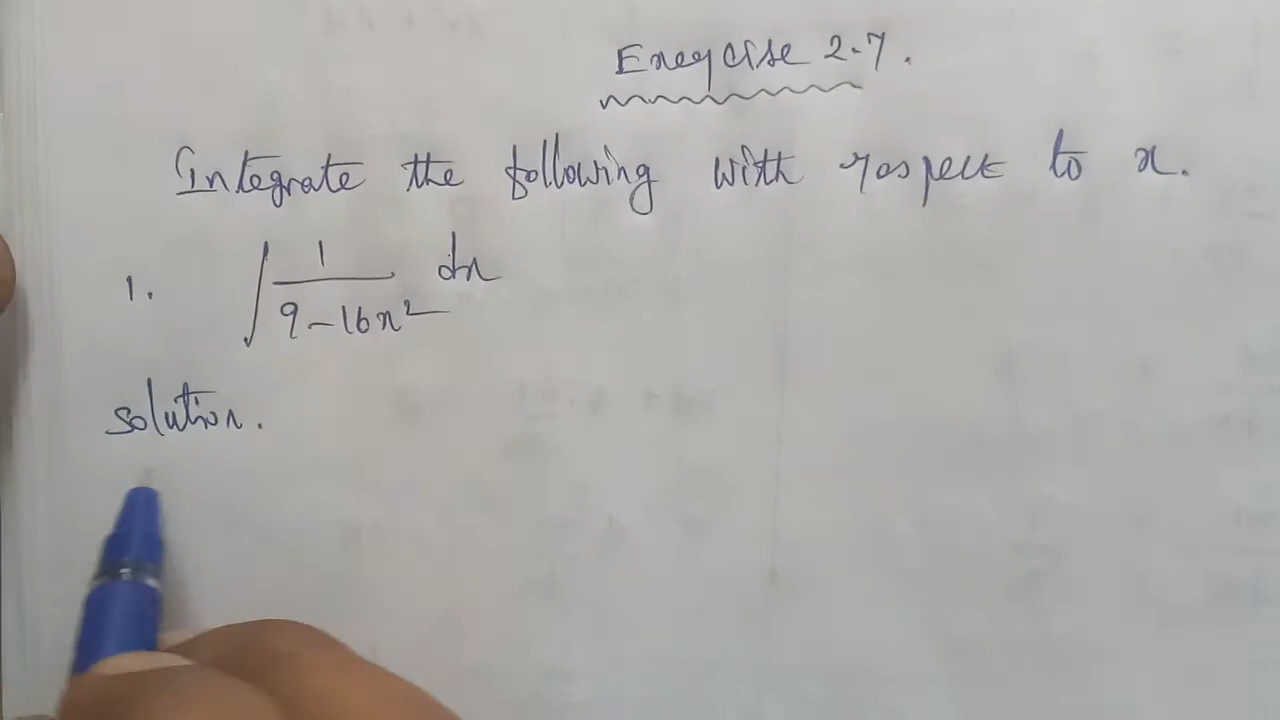 Exercise 2.7.
Integrate the following with respect to x.
1. ∫ 1/(9-16x²) dx
solution.